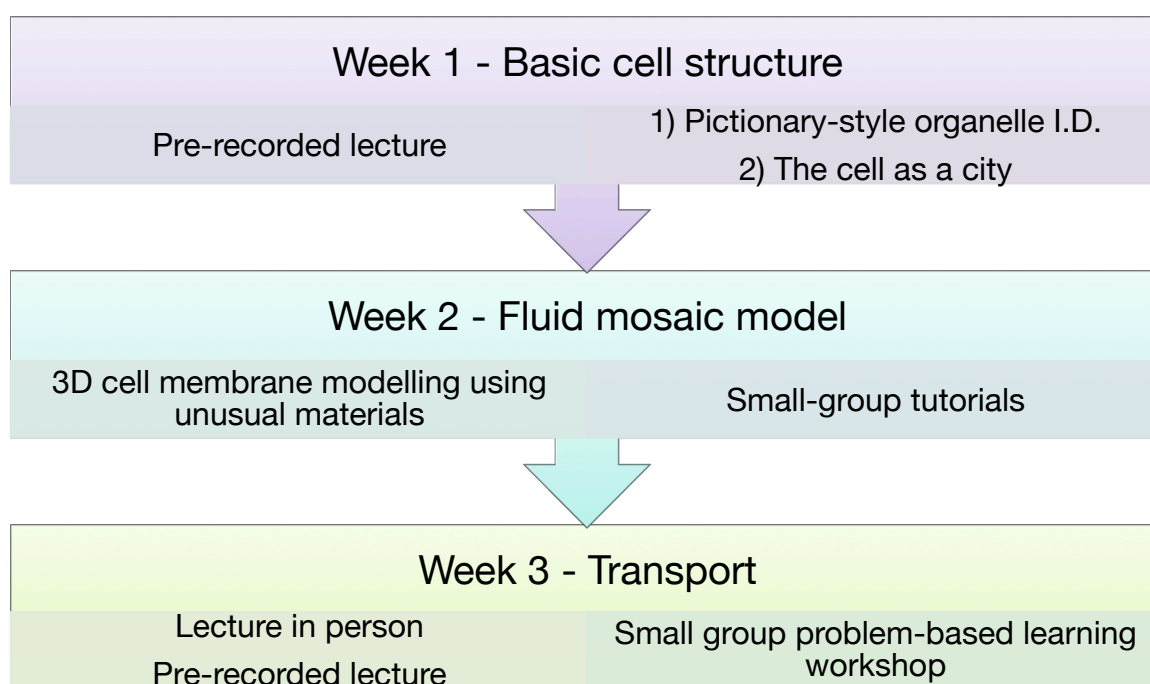 Week 1 - Basic cell structure
Pre-recorded lecture
1) Pictionary-style organelle I.D.
2) The cell as a city
Week 2 - Fluid mosaic model
3D cell membrane modelling using
unusual materials
Small-group tutorials
Week 3 - Transport
Lecture in person
Pre-recorded lecture
Small group problem-based learning
workshop